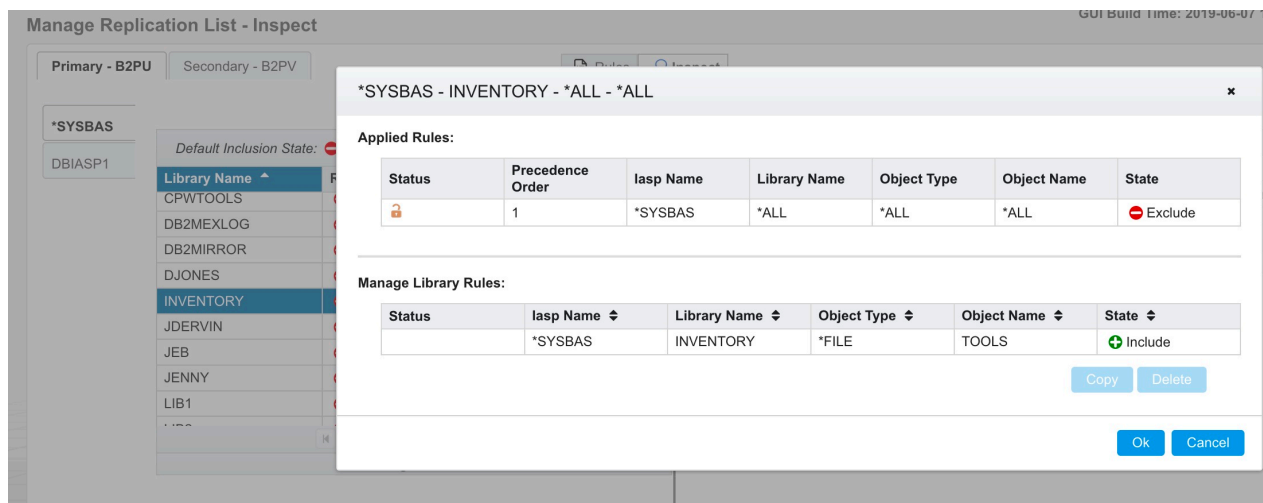 GUI Build Time: 2019-06-07
Manage Replication List - Inspect
Primary - B2PU Secondary - B2PV Rules Inspect
*SYSBAS
DBIASP1
Default Inclusion State:
Library Name
CPWTOOLS
DB2MEXLOG
DB2MIRROR
DJONES
INVENTORY
JDERVIN
JEB
JENNY
LIB1
*SYSBAS - INVENTORY - *ALL - *ALL
Applied Rules:
Status Precedence Order Iasp Name Library Name Object Type Object Name State
1 *SYSBAS *ALL *ALL *ALL Exclude
Manage Library Rules:
Status Iasp Name Library Name Object Type Object Name State
*SYSBAS INVENTORY *FILE TOOLS Include
Copy Delete
Ok Cancel